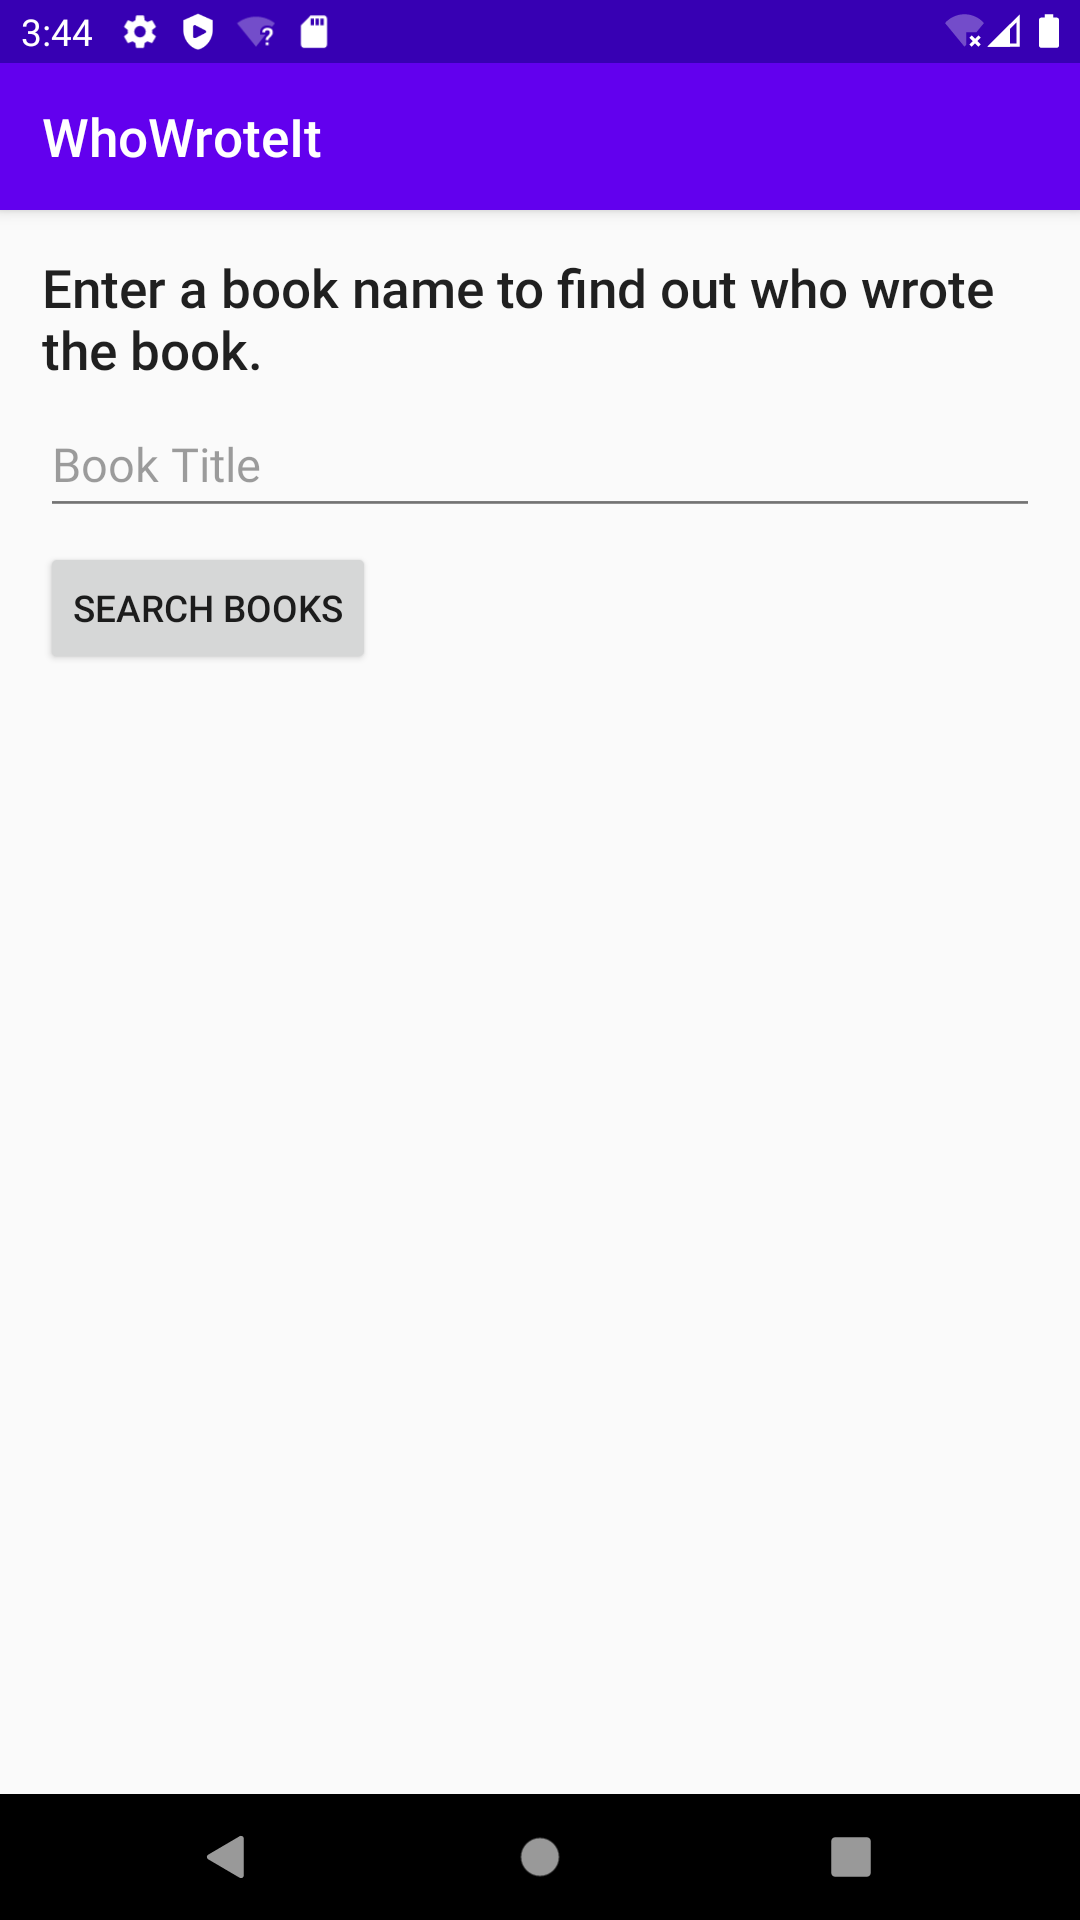 3:44
WhoWroteIt
Enter a book name to find out who wrote
the book.
Book Title
SEARCH BOOKS